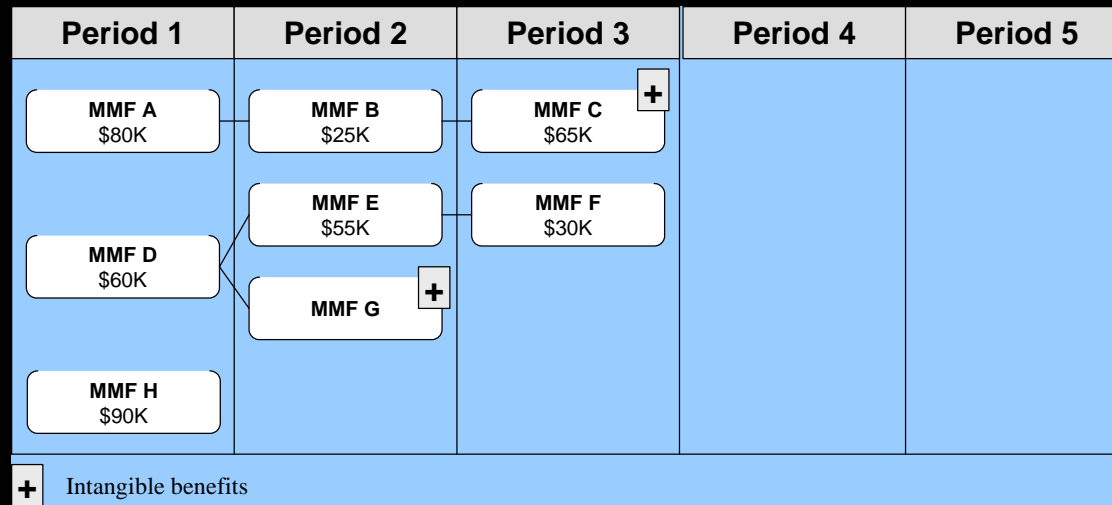 Period 1
Period 2
Period 3
Period 4
Period 5
MMF A
$80K
MMF B
$25K
MMF C
$65K
+
MMF E
$55K
MMF F
$30K
MMF D
$60K
MMF G
+
MMF H
$90K
+ Intangible benefits